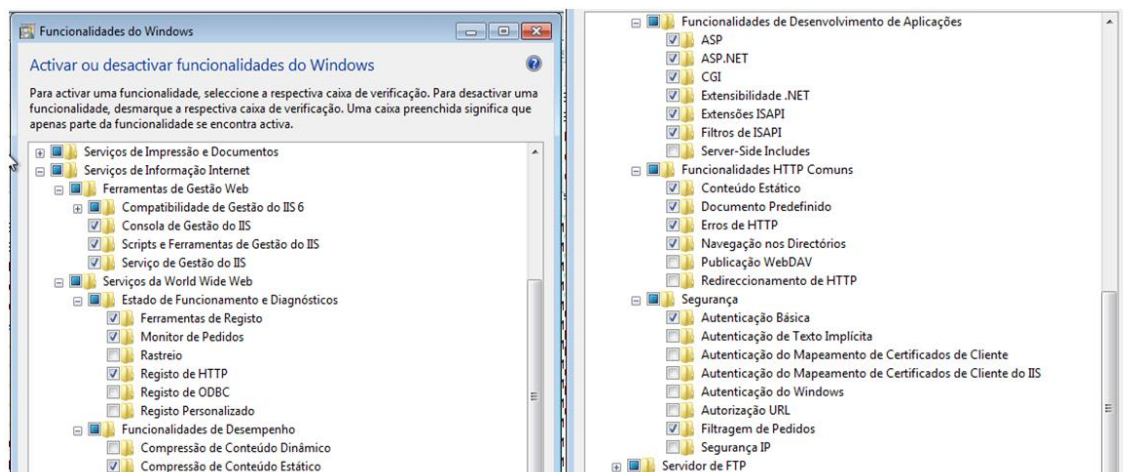 Funcionalidades do Windows
Activar ou desactivar funcionalidades do Windows
Para activar uma funcionalidade, seleccione a respectiva caixa de verificação. Para desactivar uma
funcionalidade, desmarque a respectiva caixa de verificação. Uma caixa preenchida significa que
apenas parte da funcionalidade se encontra activa.
Serviços de Impressão e Documentos
Serviços de Informação Internet
Ferramentas de Gestão Web
Compatibilidade de Gestão do IIS 6
Consola de Gestão do IIS
Scripts e Ferramentas de Gestão do IIS
Serviço de Gestão do IIS
Serviços da World Wide Web
Estado de Funcionamento e Diagnósticos
Ferramentas de Registo
Monitor de Pedidos
Rastreio
Registo de HTTP
Registo de ODBC
Registo Personalizado
Funcionalidades de Desempenho
Compressão de Conteúdo Dinâmico
Compressão de Conteúdo Estático
Funcionalidades de Desenvolvimento de Aplicações
ASP
ASP.NET
CGI
Extensibilidade .NET
Extensões ISAPI
Filtros de ISAPI
Server-Side Includes
Funcionalidades HTTP Comuns
Conteúdo Estático
Documento Predefinido
Erros de HTTP
Navegação nos Directórios
Publicação WebDAV
Redireccionamento de HTTP
Segurança
Autenticação Básica
Autenticação de Texto Implícita
Autenticação do Mapeamento de Certificados de Cliente
Autenticação do Mapeamento de Certificados de Cliente do IIS
Autenticação do Windows
Autorização URL
Filtragem de Pedidos
Segurança IP
Servidor de FTP